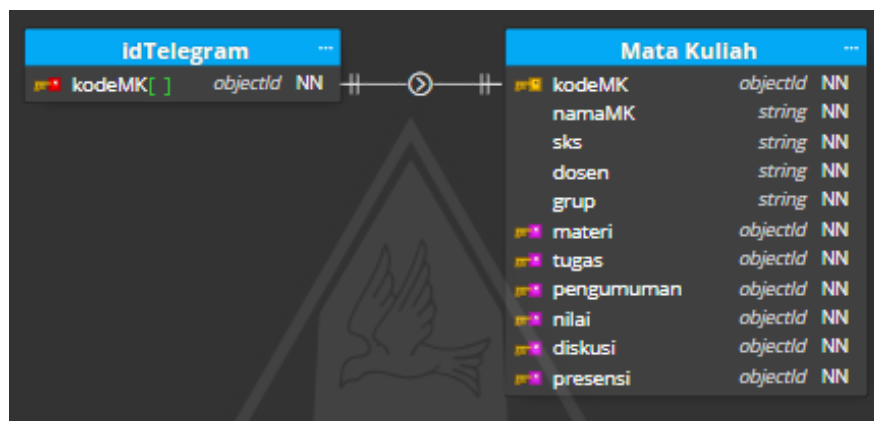 idTelegram ...
kodeMK[ ] objectId NN
Mata Kuliah ...
kodeMK objectId NN
namaMK string NN
sks string NN
dosen string NN
grup string NN
materi objectId NN
tugas objectId NN
pengumuman objectId NN
nilai objectId NN
diskusi objectId NN
presensi objectId NN